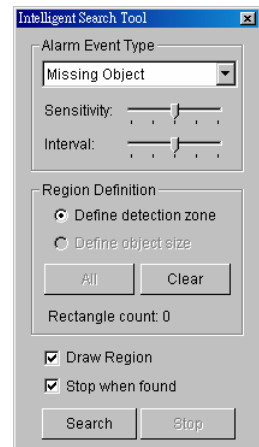 Intelligent Search Tool
Alarm Event Type
Missing Object
Sensitivity:
Interval:
Region Definition
Define detection zone
Define object size
All
Clear
Rectangle count: 0
Draw Region
Stop when found
Search
Stop